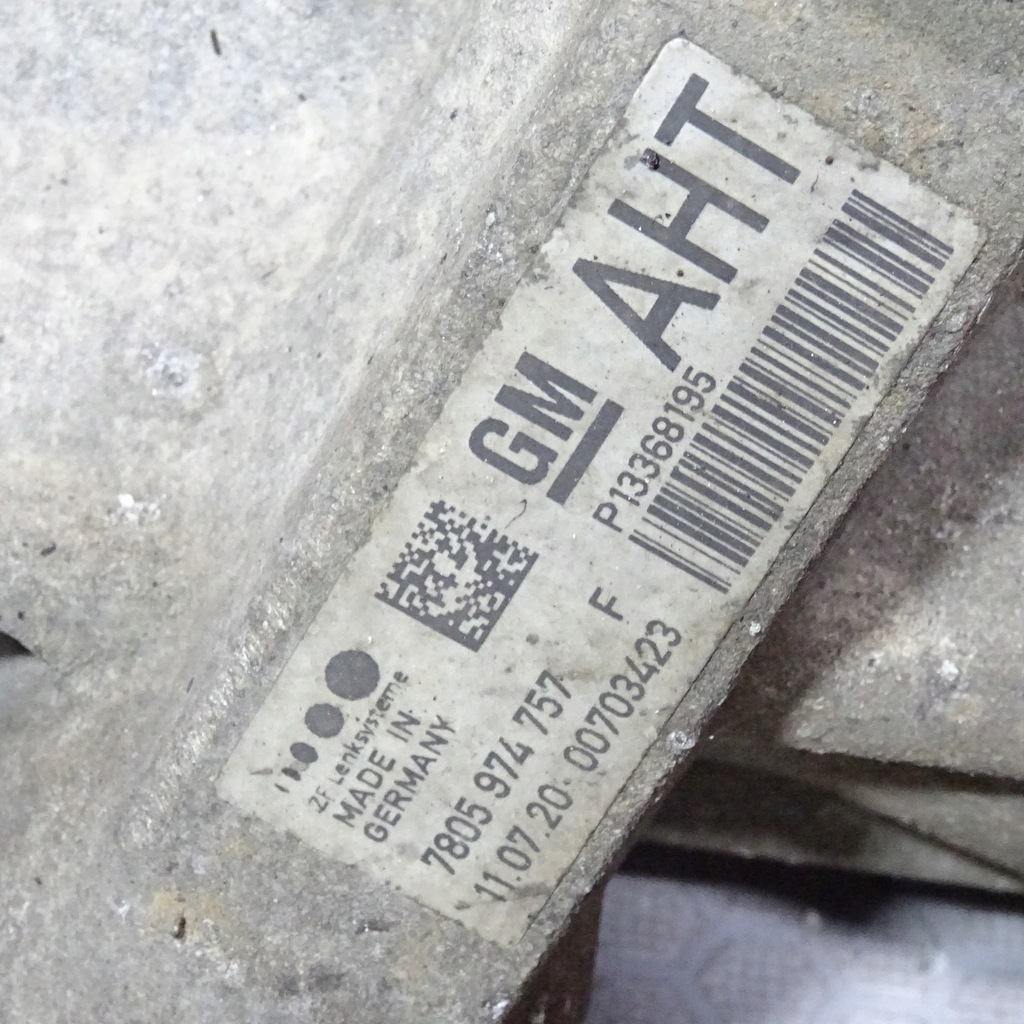 GM AHT
P13368195
ZF Lenksysteme
MADE IN
GERMANY
7805 974 757 F
11.07.20 00703423